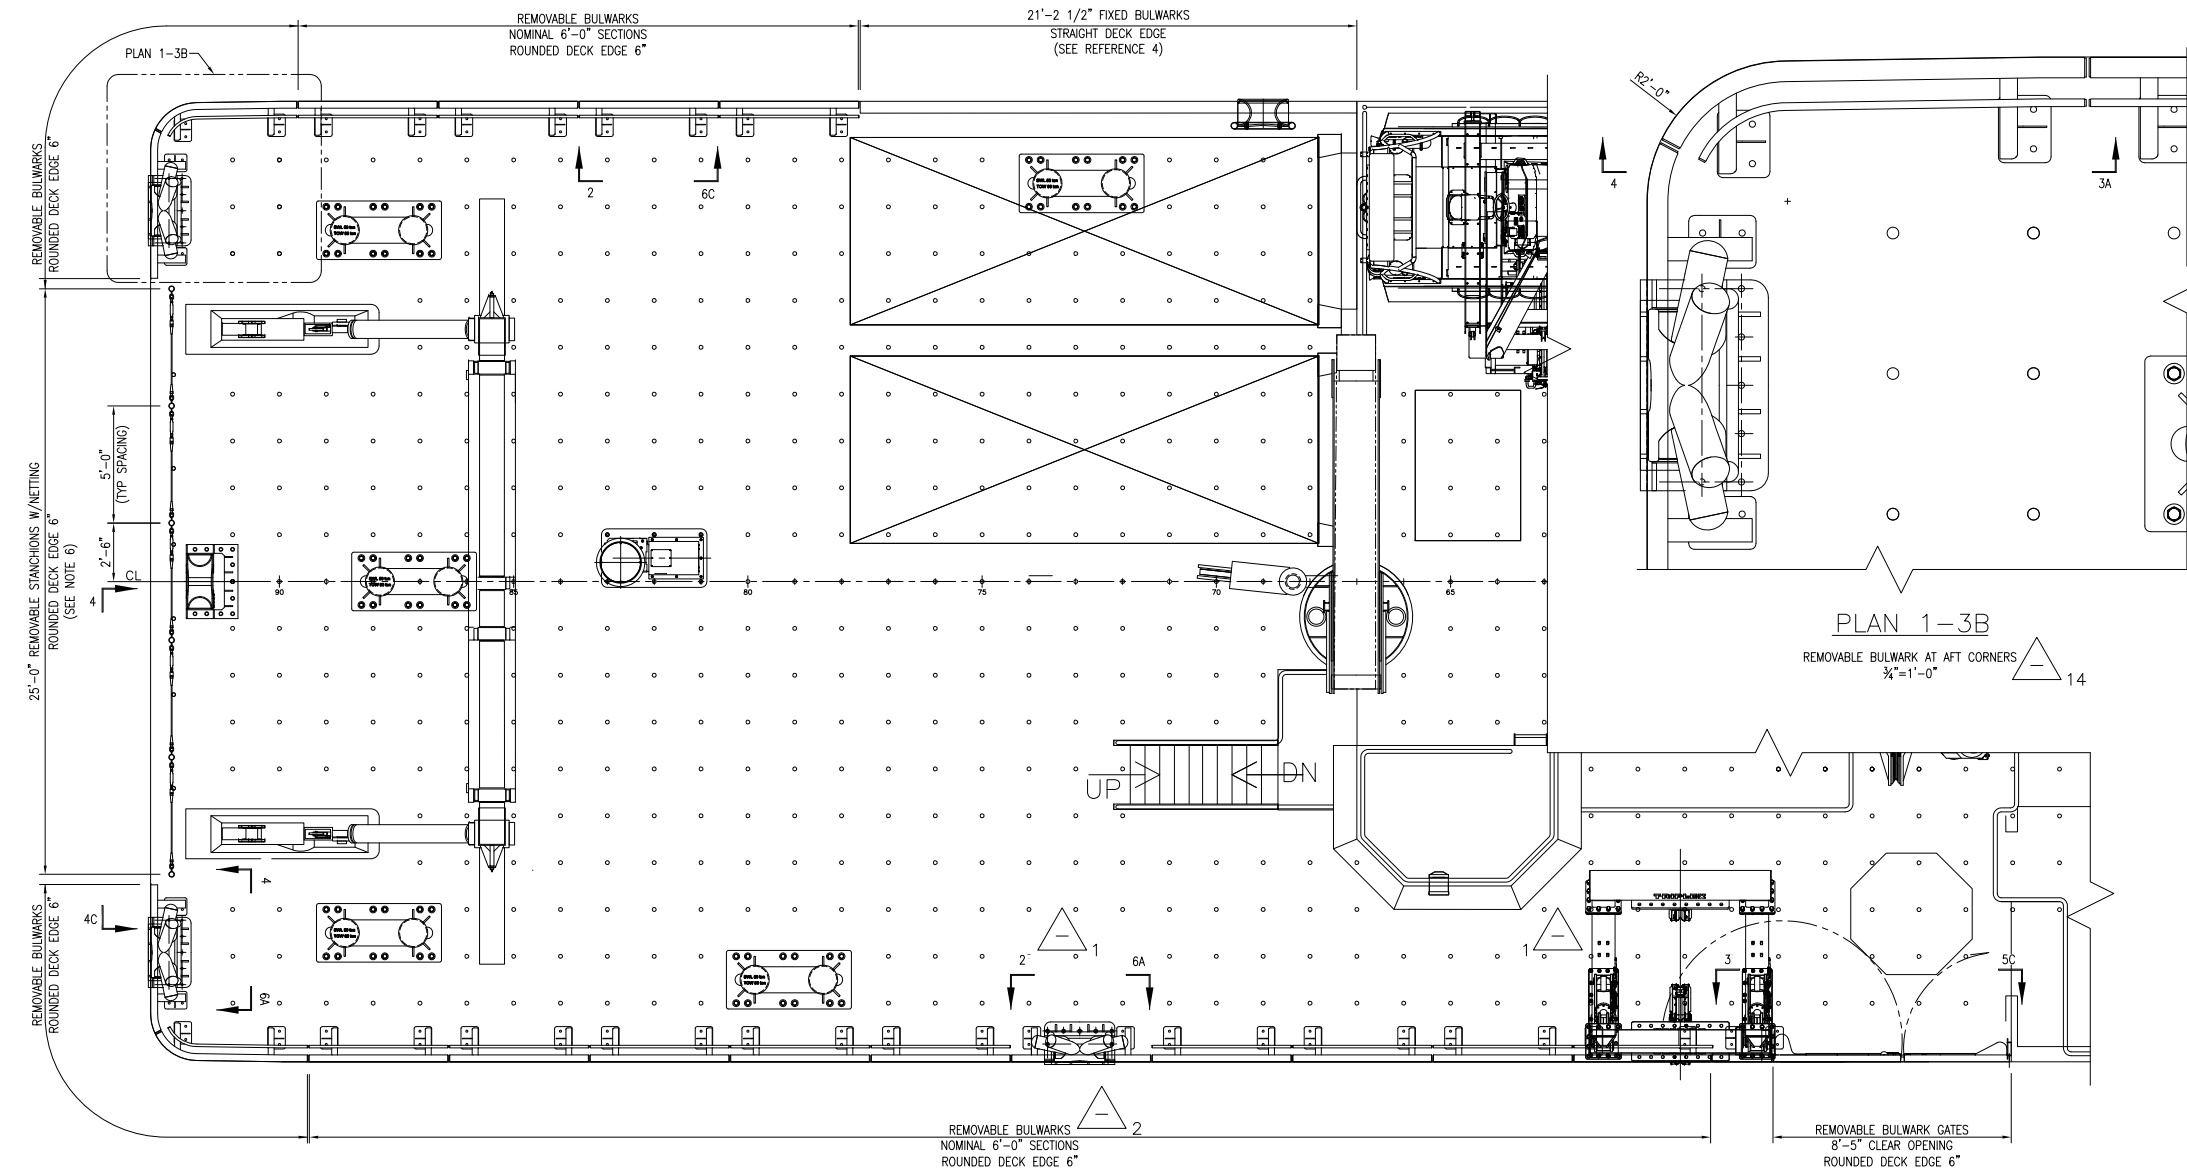 REMOVABLE BULWARKS
NOMINAL 6'-0" SECTIONS
ROUNDED DECK EDGE 6"
21'-2 1/2" FIXED BULWARKS
STRAIGHT DECK EDGE
(SEE REFERENCE 4)
PLAN 1-3B
R2'-0"
REMOVABLE BULWARKS
ROUNDED DECK EDGE 6"
2
6C
4
3A
5'-0"
(TYP SPACING)
2'-6"
25'-0" REMOVABLE STANCHIONS W/NETTING
ROUNDED DECK EDGE 6"
(SEE NOTE 6)
CL
4
90
85
80
75
70
65
PLAN 1-3B
REMOVABLE BULWARK AT AFT CORNERS
¾"=1'-0"
14
UP
DN
4
4C
6A
REMOVABLE BULWARKS
ROUNDED DECK EDGE 6"
1
1
2
6A
3
5C
2
REMOVABLE BULWARKS
NOMINAL 6'-0" SECTIONS
ROUNDED DECK EDGE 6"
REMOVABLE BULWARK GATES
8'-5" CLEAR OPENING
ROUNDED DECK EDGE 6"